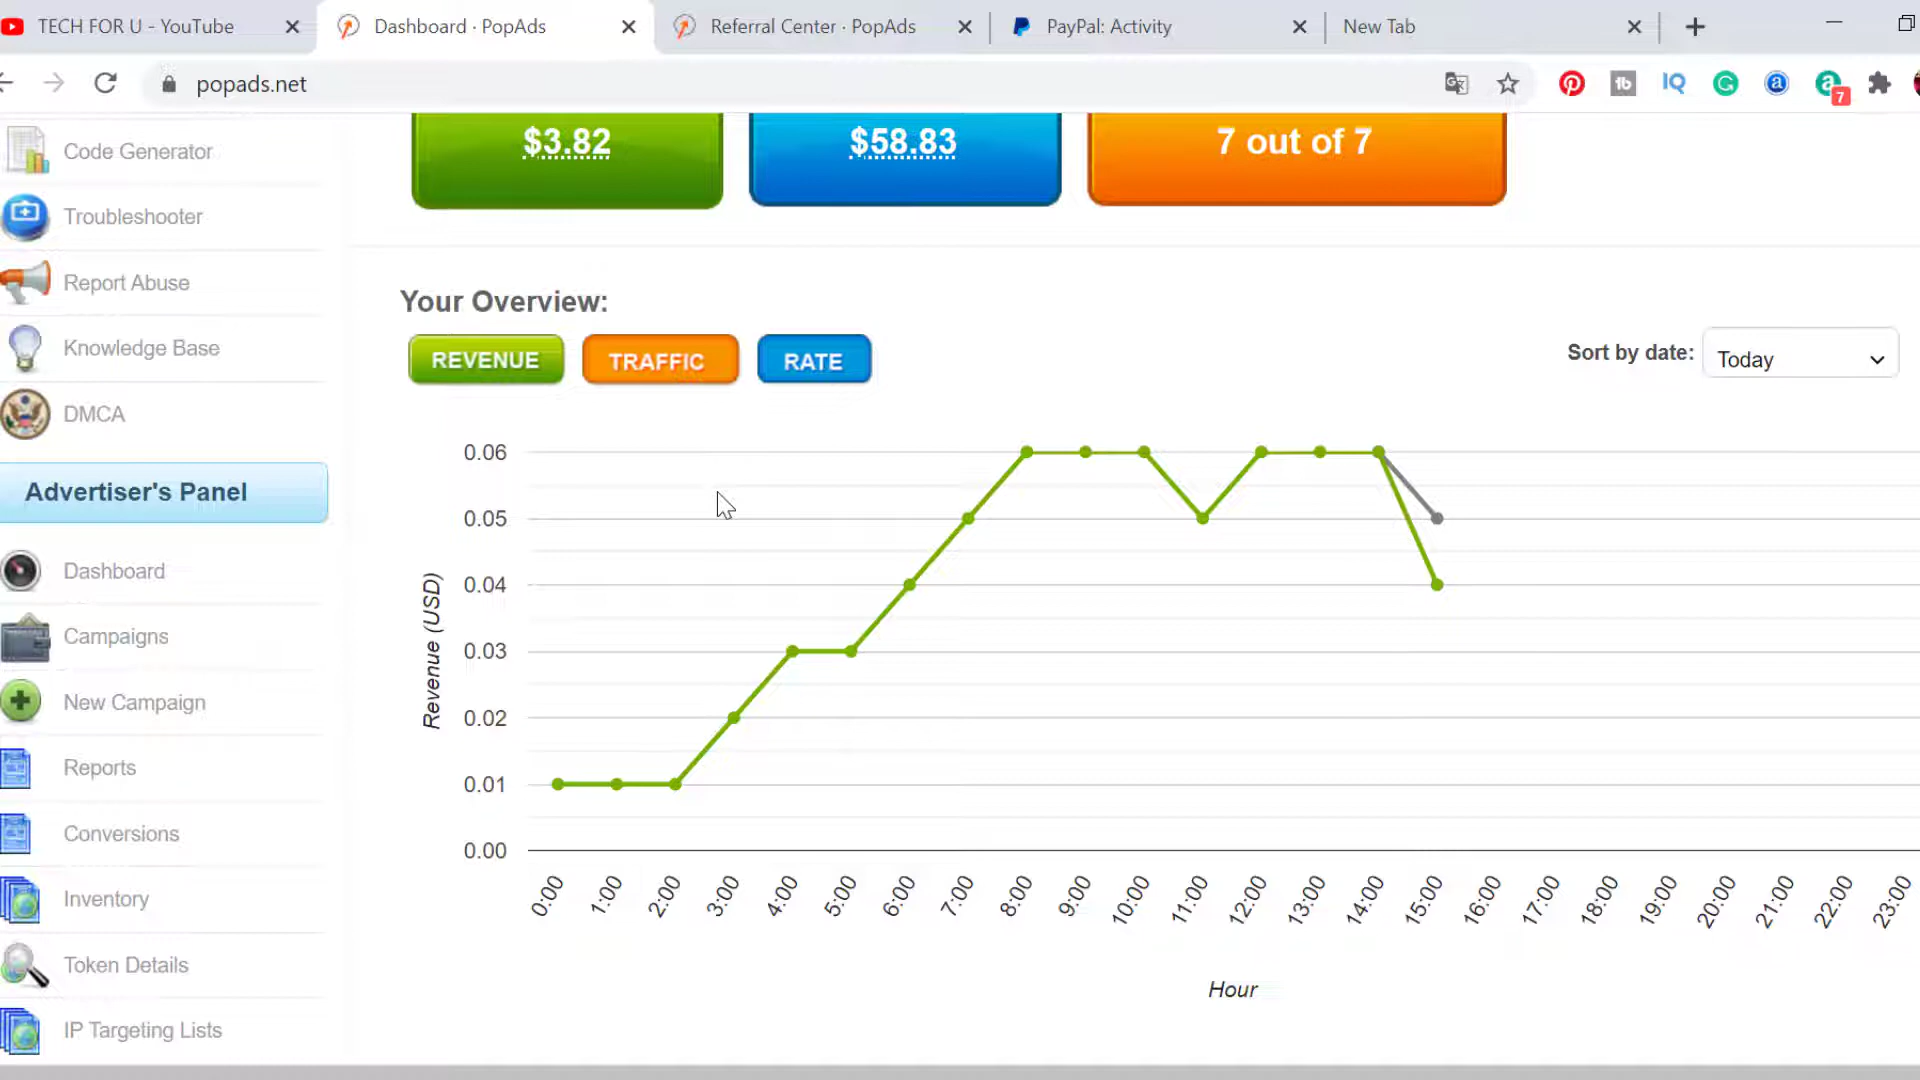 TECH FOR U - YouTube
Dashboard · PopAds
Referral Center · PopAds
PayPal: Activity
New Tab
popads.net
7
Code Generator
Troubleshooter
Report Abuse
Knowledge Base
DMCA
Advertiser's Panel
Dashboard
Campaigns
New Campaign
Reports
Conversions
Inventory
Token Details
IP Targeting Lists
$3.82
$58.83
7 out of 7
Your Overview:
REVENUE
TRAFFIC
RATE
Sort by date:
Today
Revenue (USD)
0.06
0.05
0.04
0.03
0.02
0.01
0.00
0:00
1:00
2:00
3:00
4:00
5:00
6:00
7:00
8:00
9:00
10:00
11:00
12:00
13:00
14:00
15:00
16:00
17:00
18:00
19:00
20:00
21:00
22:00
23:00
Hour